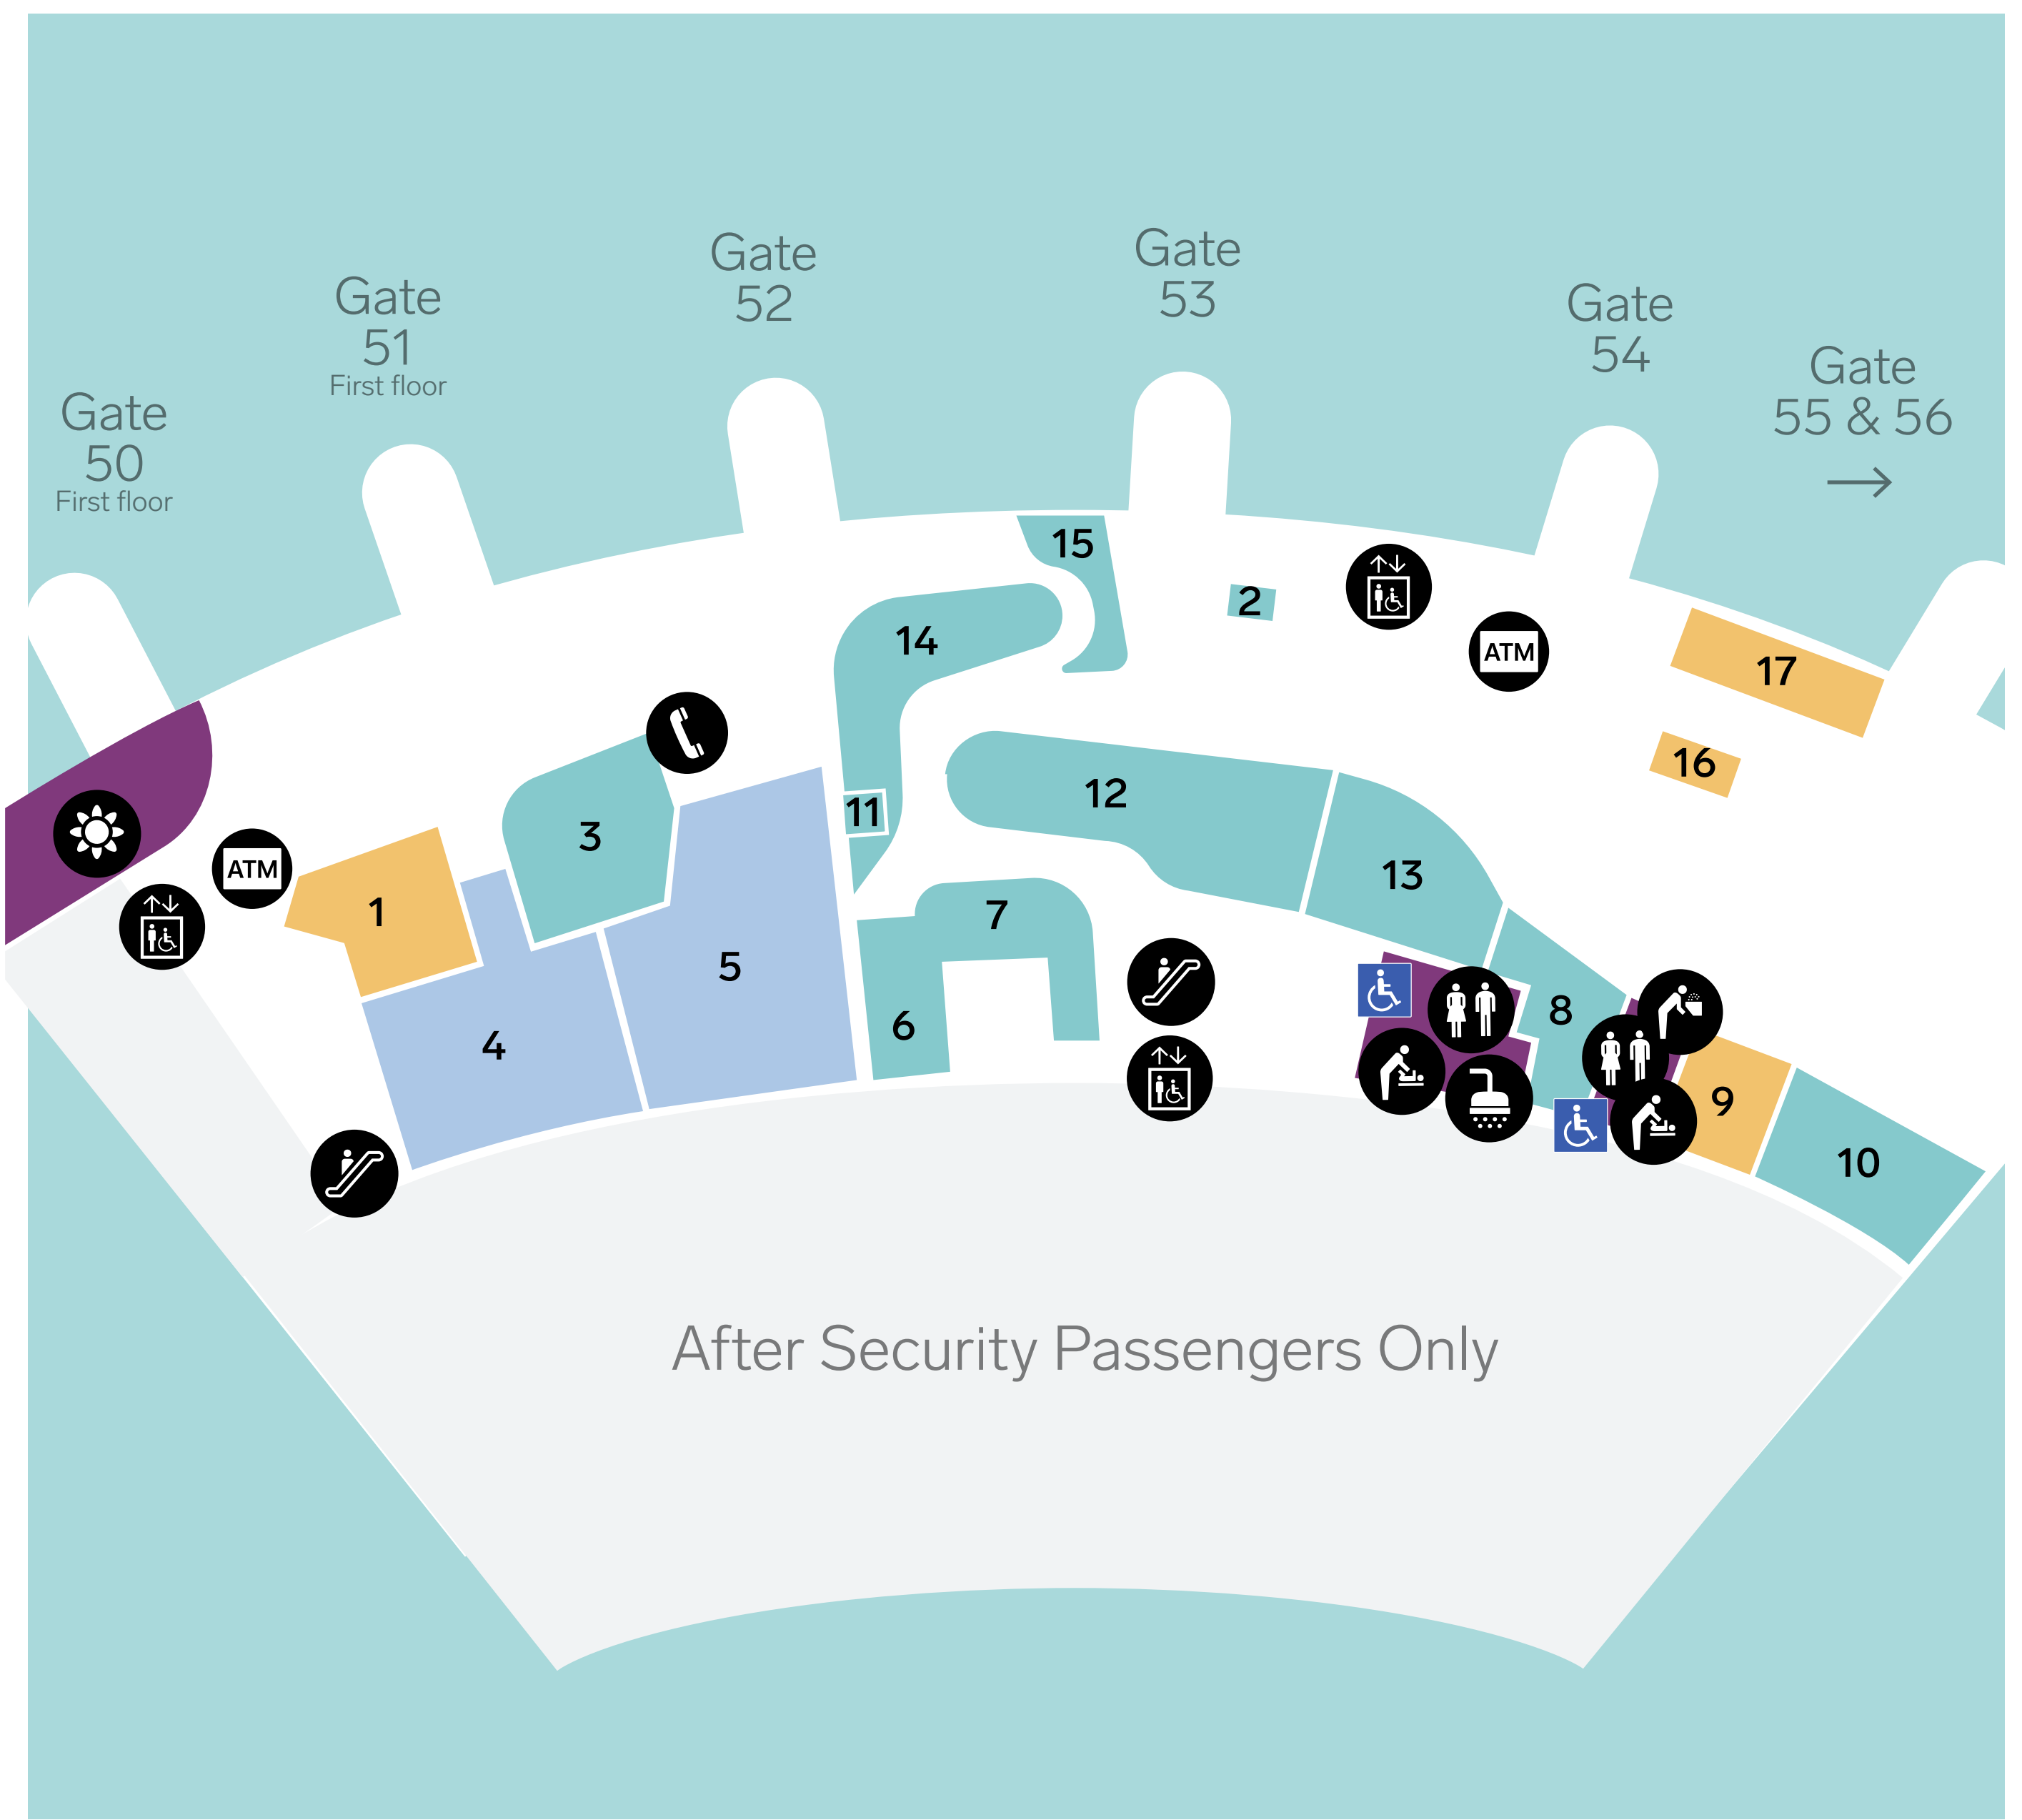 Gate
50
First floor
Gate
51
First floor
Gate
52
Gate
53
Gate
54
Gate
55 & 56
15
2
14
17
16
ATM
12
11
3
13
ATM
1
7
5
8
6
4
9
10
After Security Passengers Only